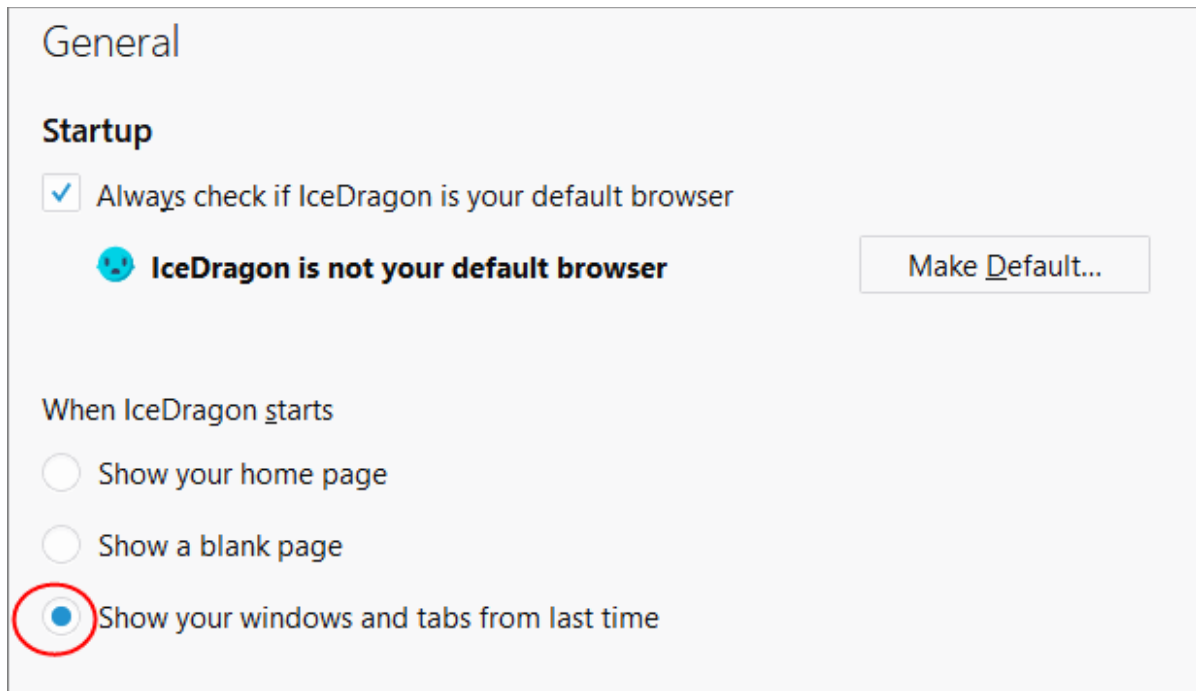 General
Startup
Always check if IceDragon is your default browser
IceDragon is not your default browser
Make Default...
When IceDragon starts
Show your home page
Show a blank page
Show your windows and tabs from last time